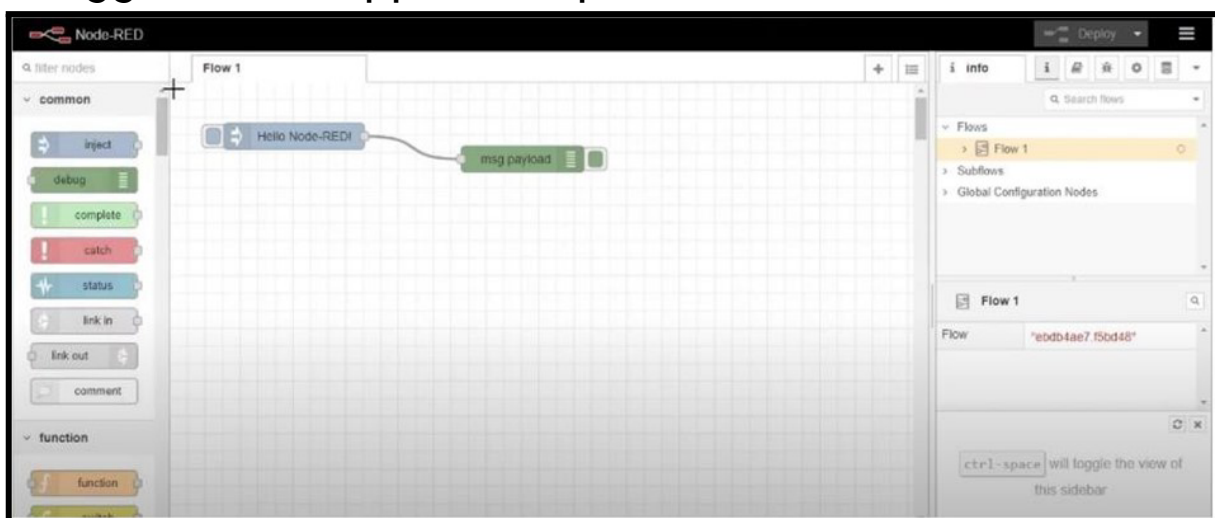 Node-RED
Deploy
filter nodes
Flow 1
info
i
Search flows
common
inject
debug
complete
catch
status
link in
link out
comment
function
function
Hello Node-RED!
msg payload
Flows
Flow 1
Subflows
Global Configuration Nodes
Flow 1
Flow
"ebdb4ae7.f5bd48"
ctrl-space will toggle the view of
this sidebar